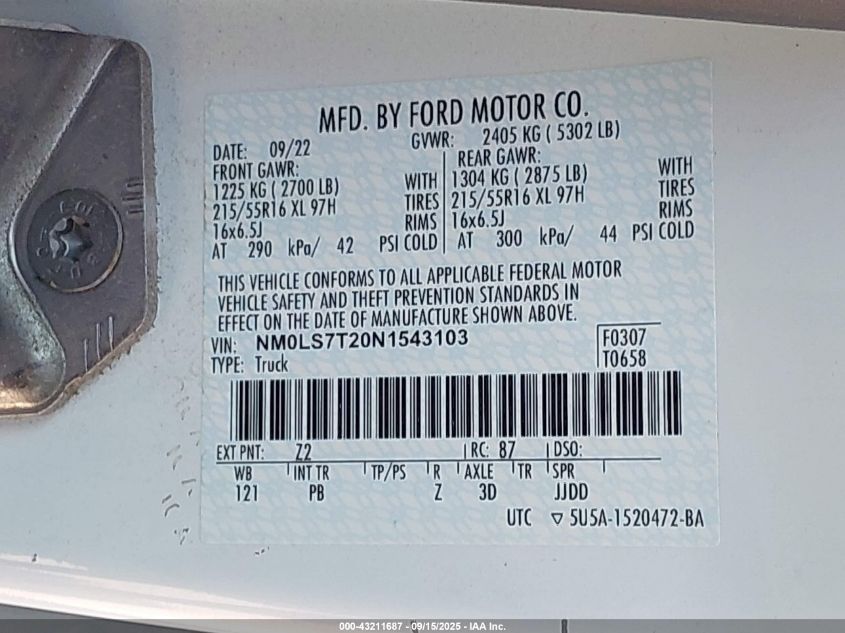 MFD. BY FORD MOTOR CO.
DATE: 09/22 GVWR: 2405 KG ( 5302 LB)
FRONT GAWR: REAR GAWR:
1225 KG ( 2700 LB) WITH 1304 KG ( 2875 LB) WITH
215/55R16 XL 97H TIRES 215/55R16 XL 97H TIRES
16x6.5J RIMS 16x6.5J RIMS
AT 290 kPa/ 42 PSI COLD AT 300 kPa/ 44 PSI COLD
THIS VEHICLE CONFORMS TO ALL APPLICABLE FEDERAL MOTOR
VEHICLE SAFETY AND THEFT PREVENTION STANDARDS IN
EFFECT ON THE DATE OF MANUFACTURE SHOWN ABOVE.
VIN: NM0LS7T20N1543103 F0307
TYPE: Truck T0658
EXT PNT: Z2 RC: 87 DSO:
WB INT TR TP/PS R AXLE TR SPR
121 PB Z 3D JJDD
UTC ▽ 5U5A-1520472-BA
000-43211687 - 09/15/2025 - IAA Inc.